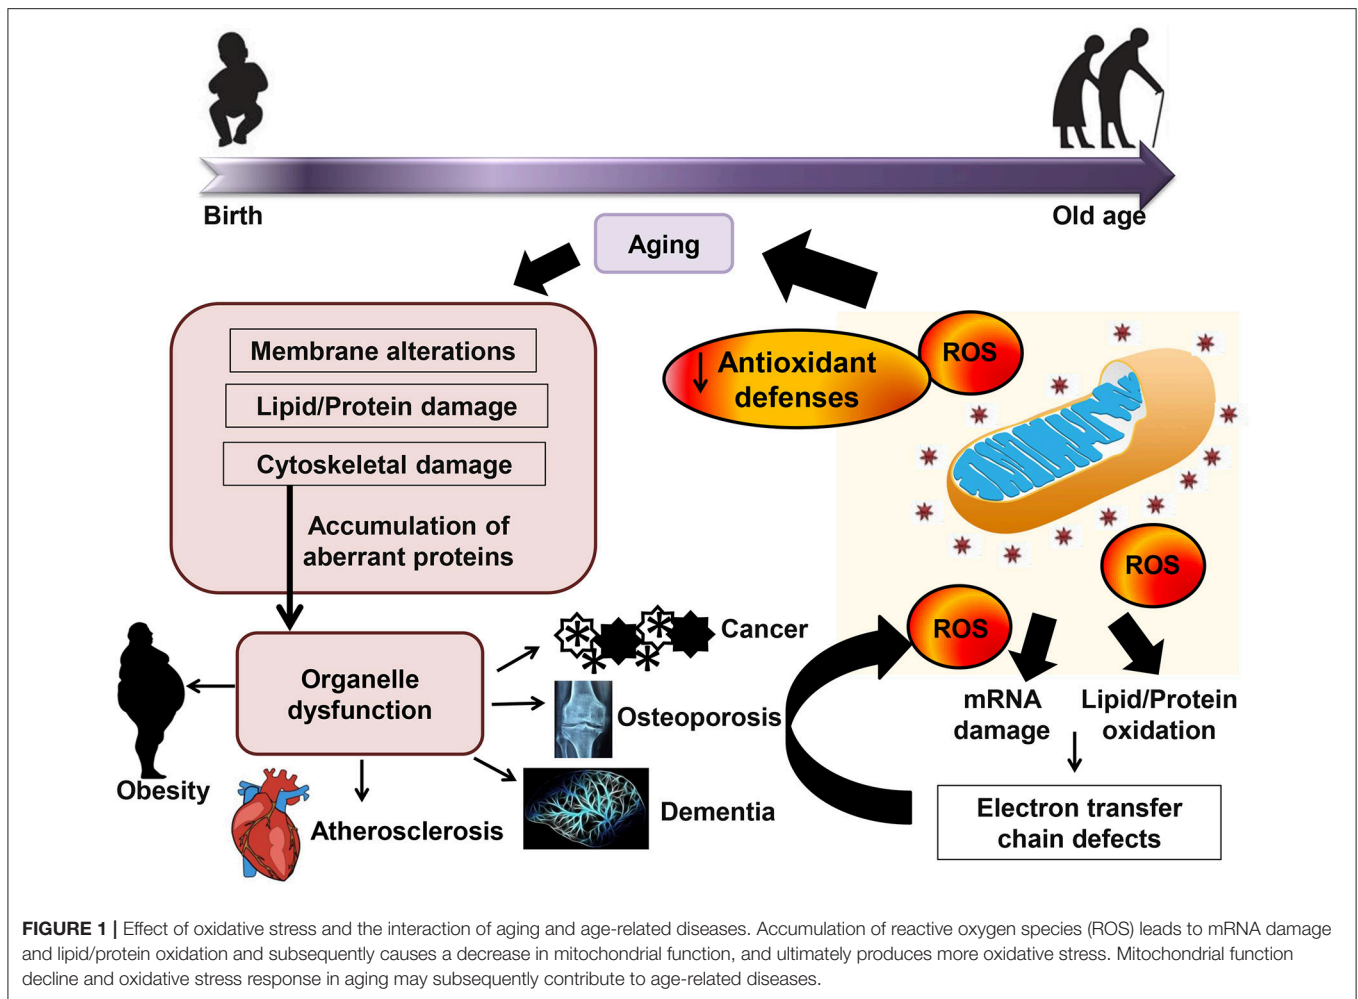 Birth
Old age
Aging
Membrane alterations
Lipid/Protein damage
Cytoskeletal damage
Accumulation of
aberrant proteins
Antioxidant
defenses
ROS
ROS
ROS
mRNA
damage
Lipid/Protein
oxidation
Electron transfer
chain defects
Organelle
dysfunction
Cancer
Osteoporosis
Dementia
Atherosclerosis
Obesity
FIGURE 1 | Effect of oxidative stress and the interaction of aging and age-related diseases. Accumulation of reactive oxygen species (ROS) leads to mRNA damage
and lipid/protein oxidation and subsequently causes a decrease in mitochondrial function, and ultimately produces more oxidative stress. Mitochondrial function
decline and oxidative stress response in aging may subsequently contribute to age-related diseases.